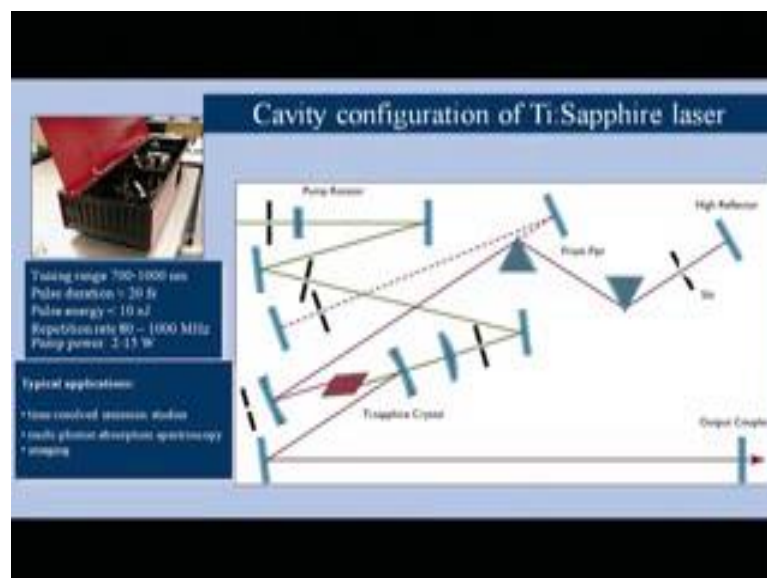 Cavity configuration of Ti:Sapphire laser
Pump Rotator
High Reflector
Prism Pair
Slit
Tuning range 700-1000 nm
Pulse duration > 20 fs
Pulse energy < 10 nJ
Repetition rate 80 – 1000 MHz
Pump power 2-15 W
Typical applications:
• time resolved emission studies
• multi photon absorption spectroscopy
• imaging
Ti:sapphire Crystal
Output Coupler